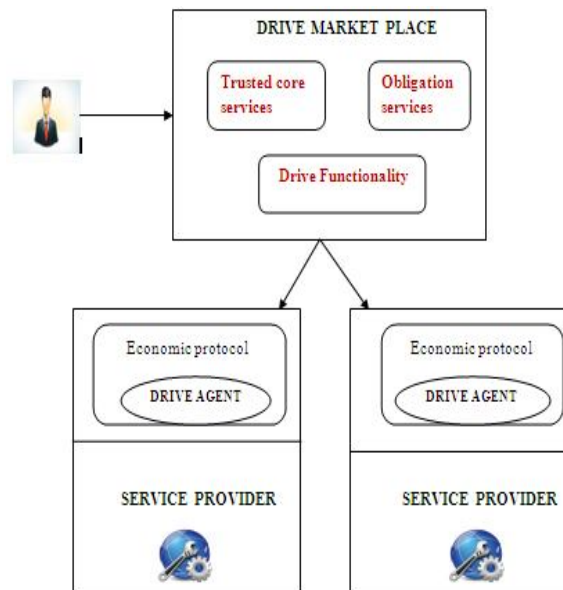 DRIVE MARKET PLACE
Trusted core
services
Obligation
services
Drive Functionality
Economic protocol
DRIVE AGENT
SERVICE PROVIDER
Economic protocol
DRIVE AGENT
SERVICE PROVIDER